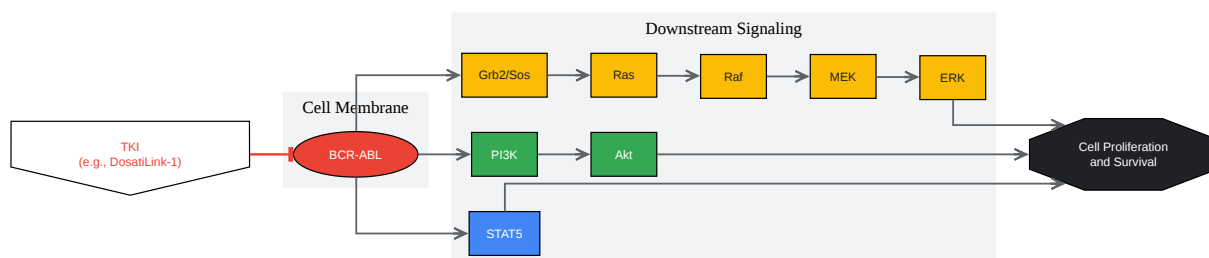 Downstream Signaling
Grb2/Sos
Ras
Raf
MEK
ERK
Cell Membrane
TKI
(e.g., DosatiLink-1)
BCR-ABL
PI3K
Akt
Cell Proliferation
and Survival
STAT5